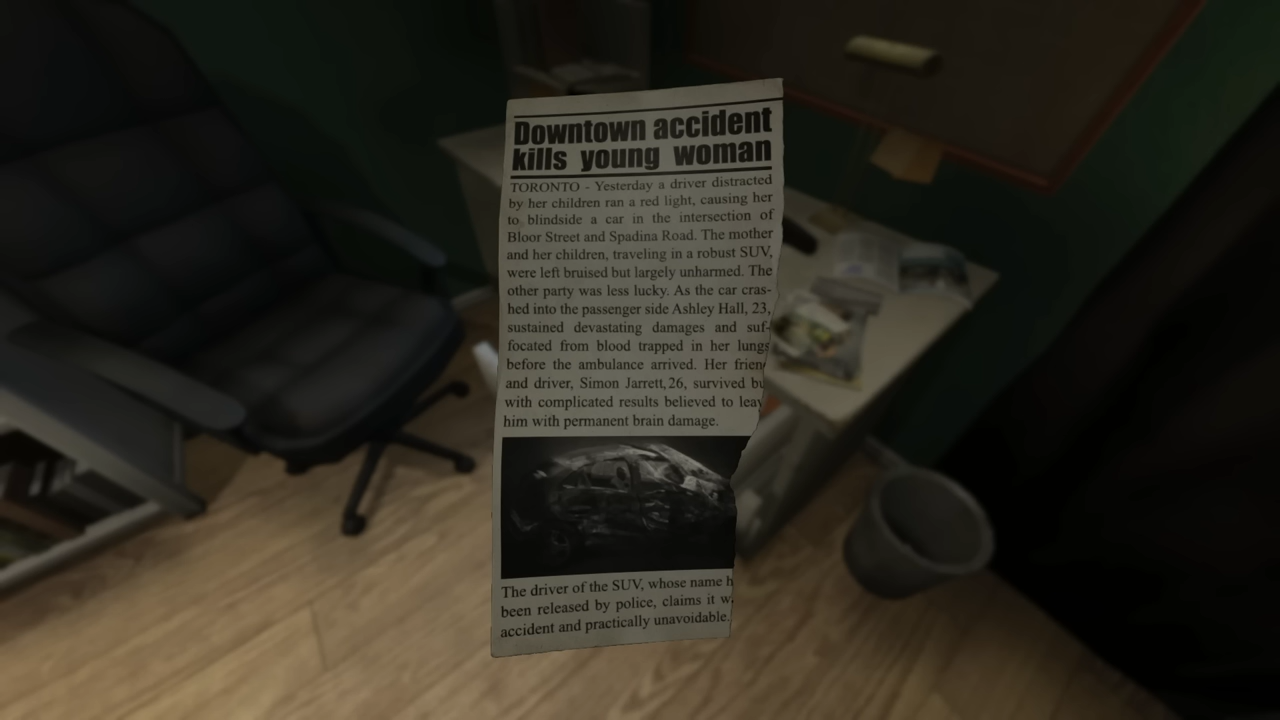 Downtown accident
kills young woman
TORONTO - Yesterday a driver distracted
by her children ran a red light, causing her
to blindside a car in the intersection of
Bloor Street and Spadina Road. The mother
and her children, traveling in a robust SUV,
were left bruised but largely unharmed. The
other party was less lucky. As the car cras-
hed into the passenger side Ashley Hall, 23,
sustained devastating damages and suf-
focated from blood trapped in her lungs
before the ambulance arrived. Her frien
and driver, Simon Jarrett, 26, survived bu
with complicated results believed to leav
him with permanent brain damage.
The driver of the SUV, whose name h
been released by police, claims it w
accident and practically unavoidable.